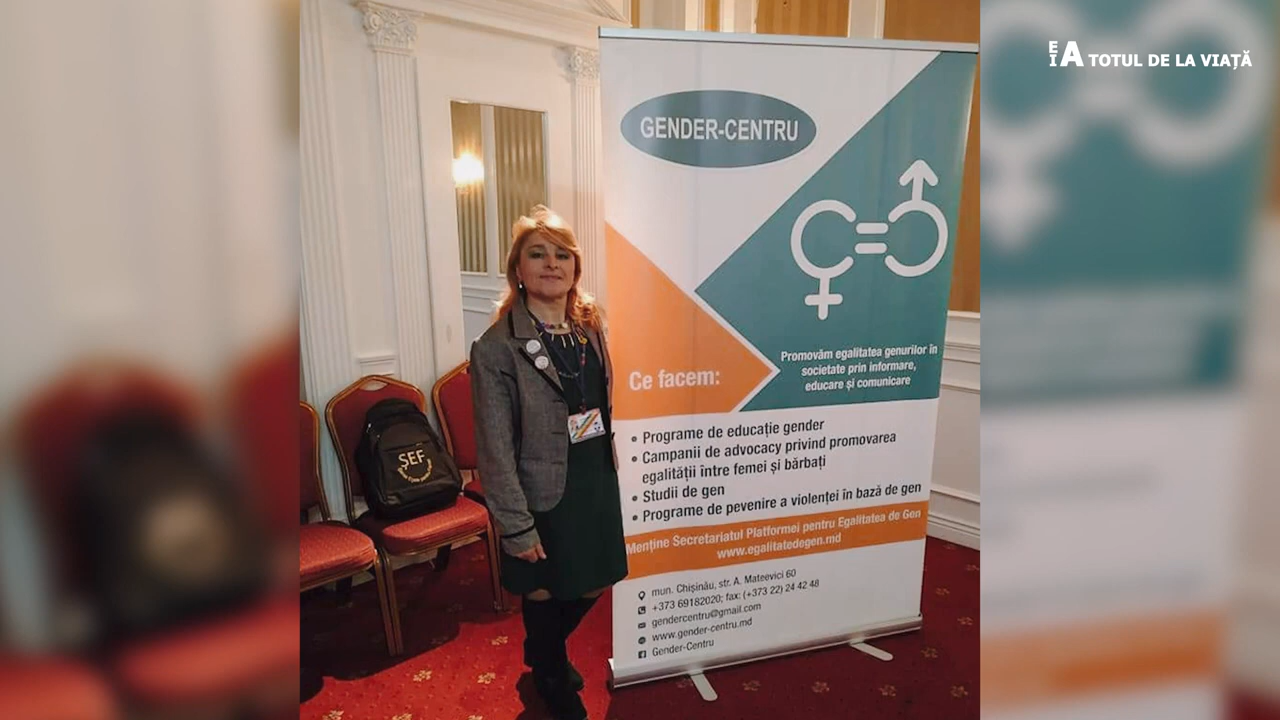 EIA TOTUL DE LA VIAȚĂ
GENDER-CENTRU
Promovăm egalitatea genurilor în
societate prin informare,
educare și comunicare
Ce facem:
• Programe de educație gender
• Campanii de advocacy privind promovarea
egalității între femei și bărbați
• Studii de gen
• Programe de pevenire a violenței în bază de gen
Menține Secretariatul Platformei pentru Egalitatea de Gen
www.egalitatedegen.md
mun. Chișinău, str. A. Mateevici 60
+373 69182020; fax: (+373 22) 24 42 48
gendercentru@gmail.com
www.gender-centru.md
Gender-Centru
ȘEF